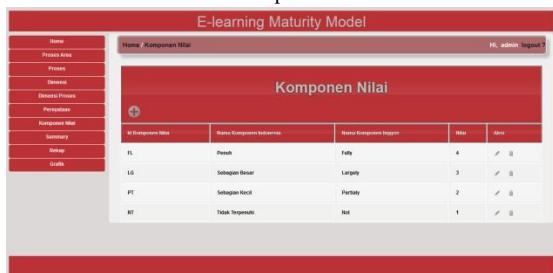 E-learning Maturity Model
Home
Proses Area
Proses
Dimensi
Dimensi Proses
Pernyataan
Komponen Nilai
Summary
Rekap
Grafik
Home / Komponen Nilai
Hi, admin logout ?
Komponen Nilai
Id Komponen Nilai Nama Komponen Indonesia Nama Komponen Inggris Nilai Aksi
FL Penuh Fully 4
LG Sebagian Besar Largely 3
PT Sebagian Kecil Partialy 2
NT Tidak Terpenuhi Not 1